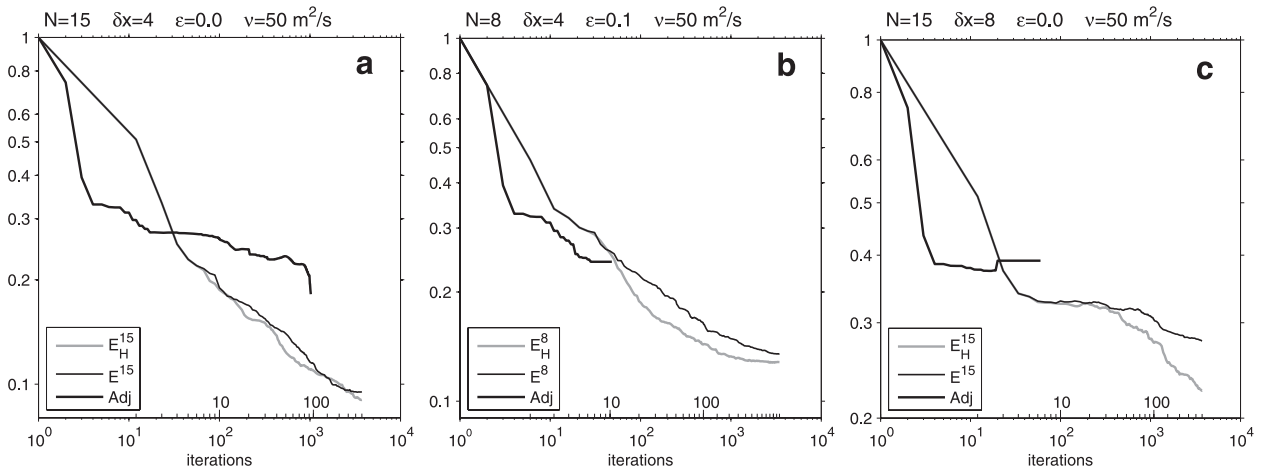 N=15 δx=4 ε=0.0 ν=50 m²/s
N=8 δx=4 ε=0.1 ν=50 m²/s
N=15 δx=8 ε=0.0 ν=50 m²/s
a
1
0.8
0.6
0.5
0.4
0.3
0.2
0.1
E_H^15
E^15
Adj
10
100
10^0
10^1
10^2
10^3
10^4
iterations
b
1
0.8
0.7
0.6
0.5
0.4
0.3
0.2
0.1
E_H^8
E^8
Adj
10
100
10^0
10^1
10^2
10^3
10^4
iterations
c
1
0.8
0.6
0.5
0.4
0.3
0.2
E_H^15
E^15
Adj
10
100
10^0
10^1
10^2
10^3
10^4
iterations